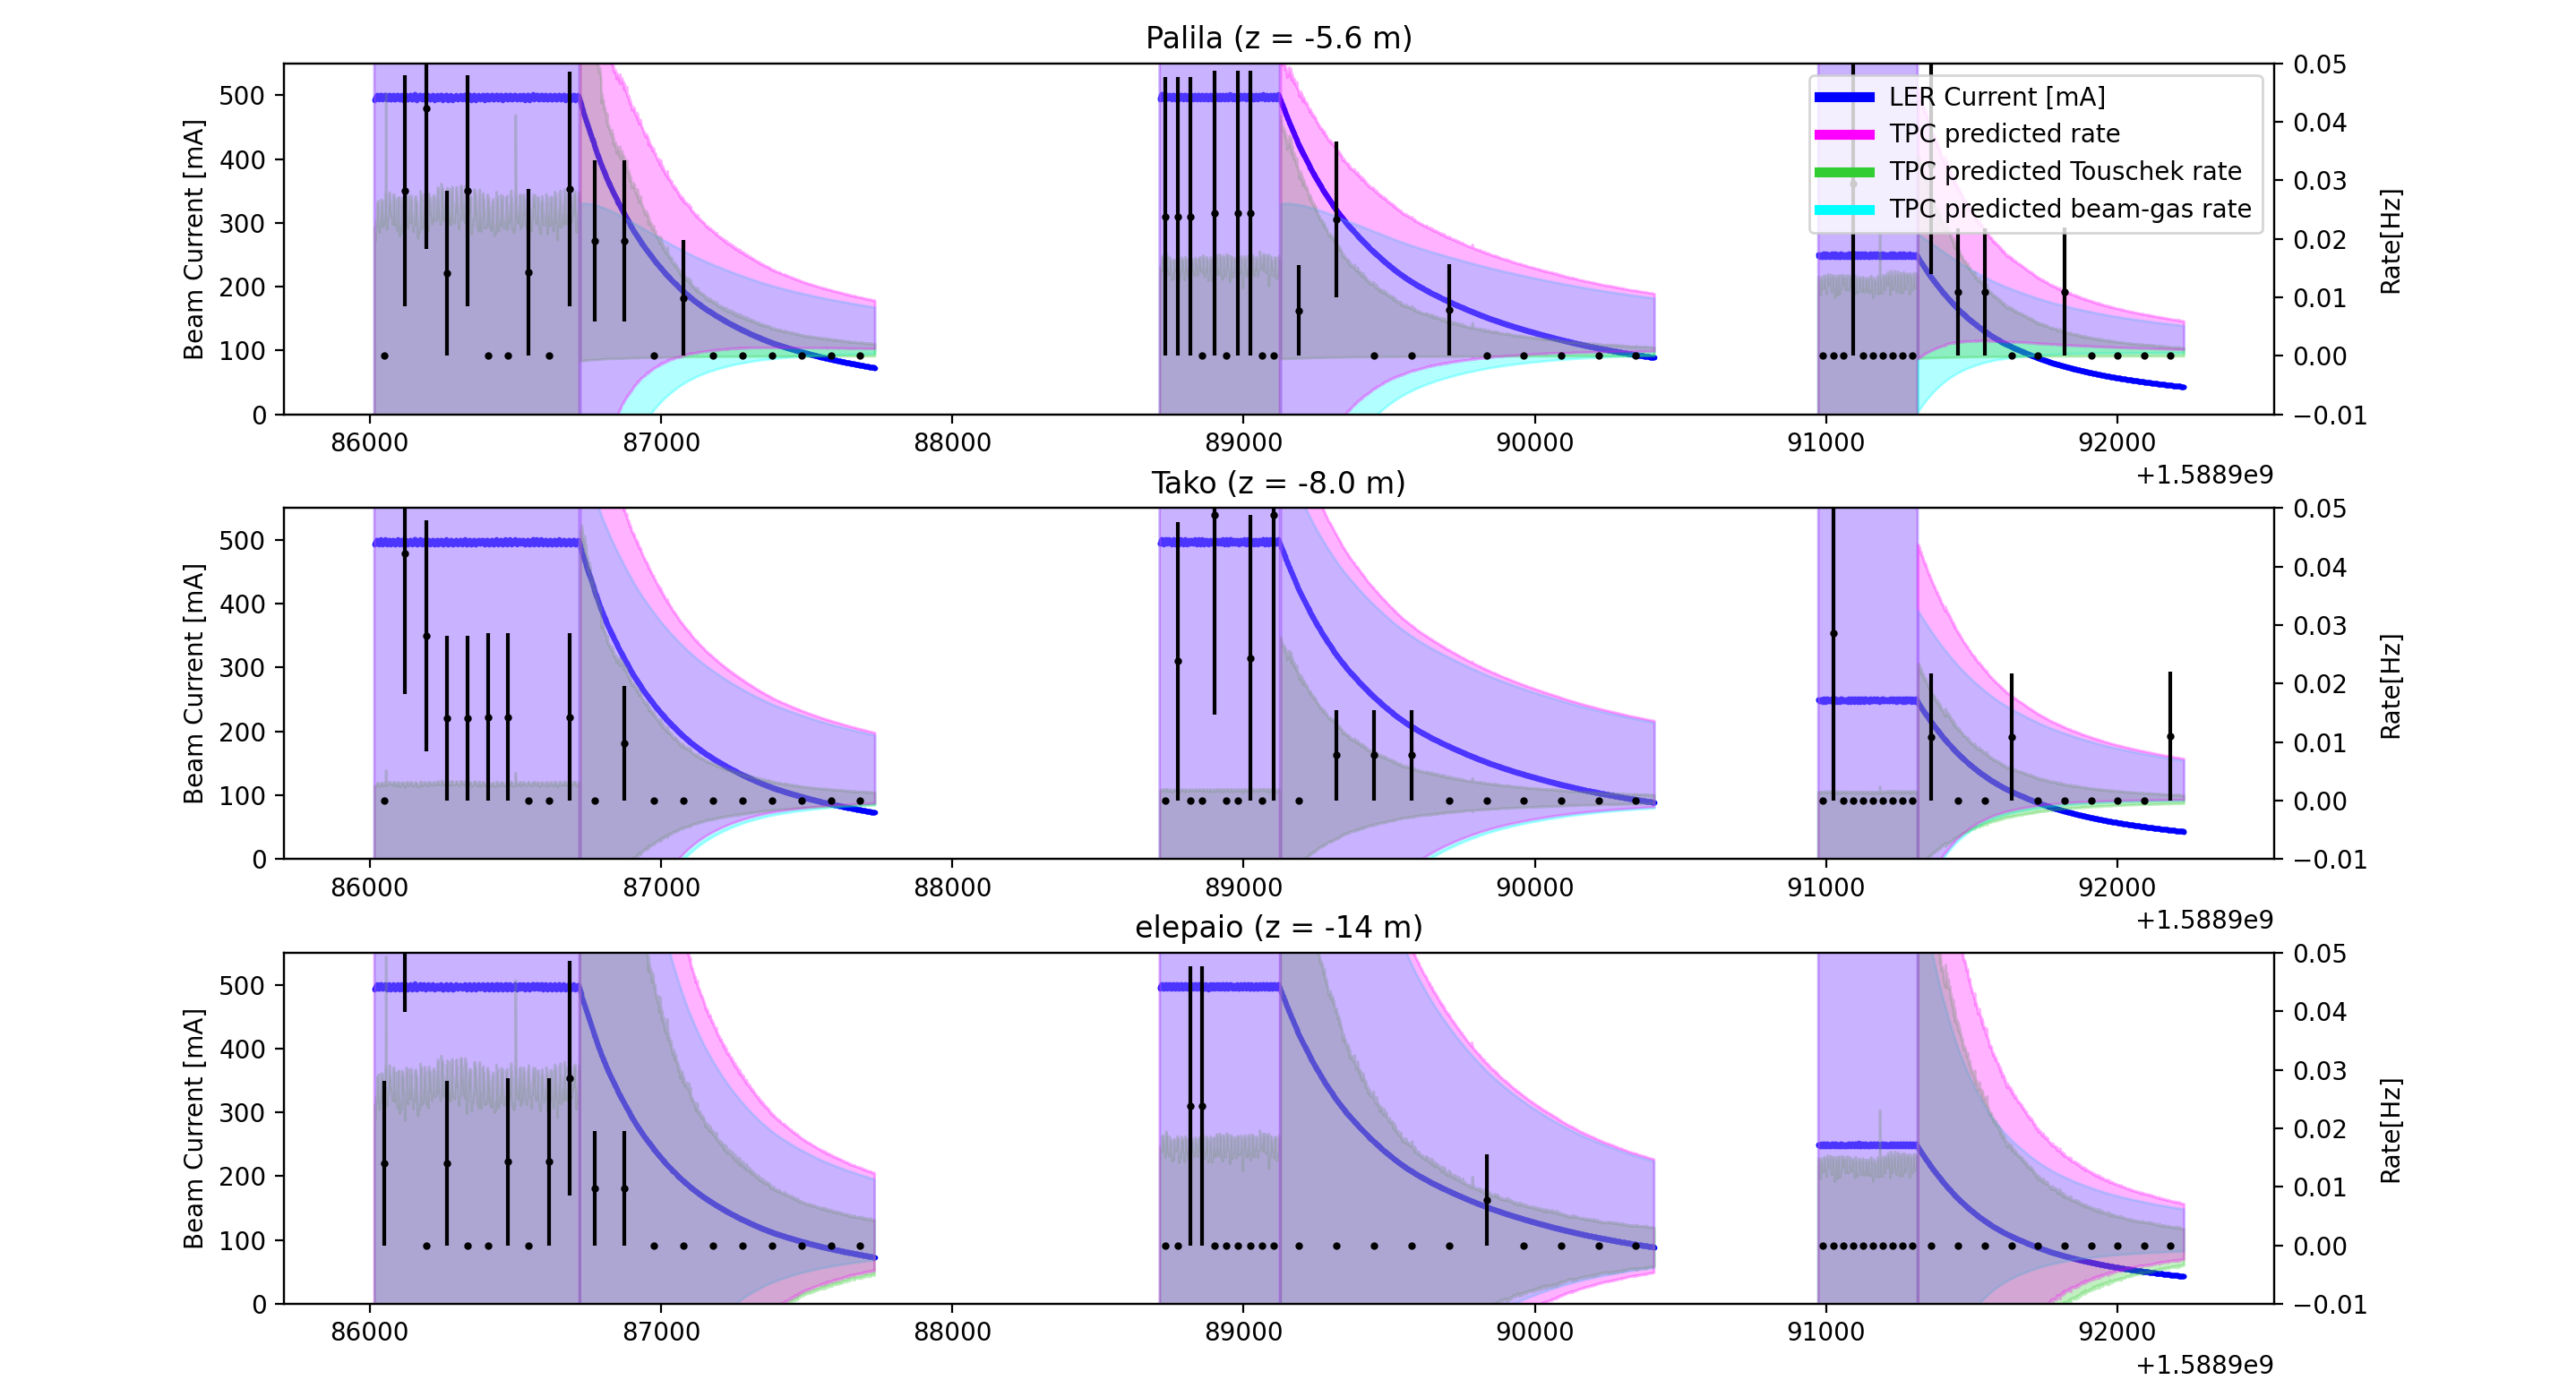 Palila (z = -5.6 m)
Beam Current [mA]
500
400
300
200
100
0
0.05
0.04
0.03
0.02
0.01
0.00
−0.01
Rate[Hz]
LER Current [mA]
TPC predicted rate
TPC predicted Touschek rate
TPC predicted beam-gas rate
86000 87000 88000 89000 90000 91000 92000
+1.5889e9
Tako (z = -8.0 m)
Beam Current [mA]
500
400
300
200
100
0
0.05
0.04
0.03
0.02
0.01
0.00
−0.01
Rate[Hz]
86000 87000 88000 89000 90000 91000 92000
+1.5889e9
elepaio (z = -14 m)
Beam Current [mA]
500
400
300
200
100
0
0.05
0.04
0.03
0.02
0.01
0.00
−0.01
Rate[Hz]
86000 87000 88000 89000 90000 91000 92000
+1.5889e9